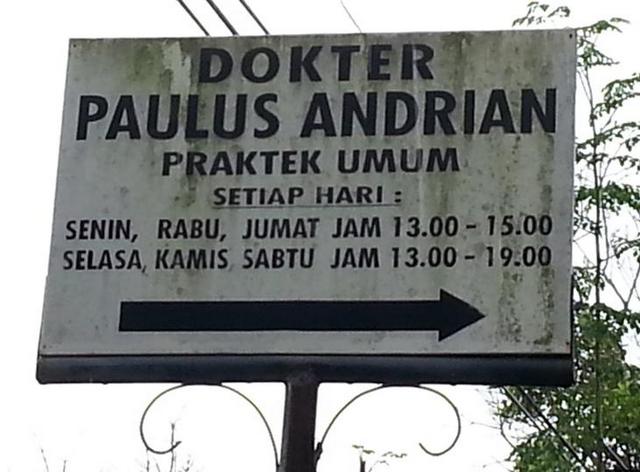 DOKTER
PAULUS ANDRIAN
PRAKTEK UMUM
SETIAP HARI :
SENIN, RABU, JUMAT JAM 13.00 - 15.00
SELASA, KAMIS SABTU JAM 13.00 - 19.00